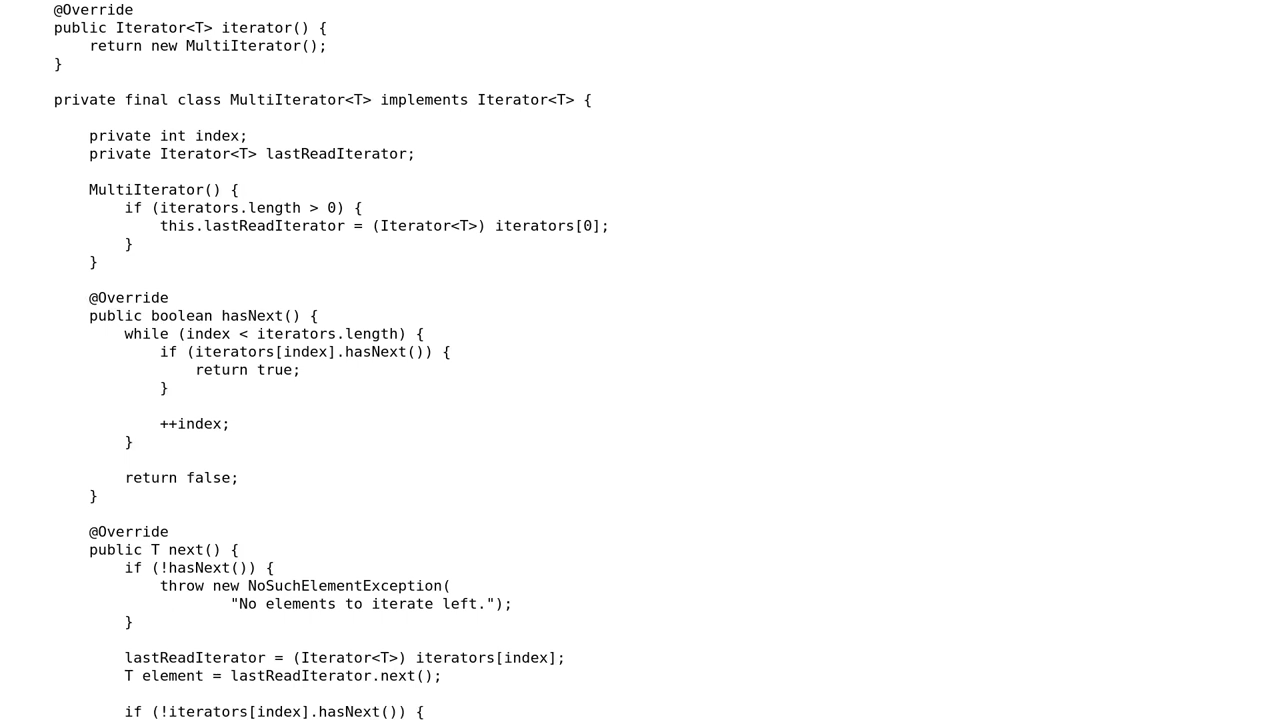 @Override
public Iterator<T> iterator() {
return new MultiIterator();
}
private final class MultiIterator<T> implements Iterator<T> {
private int index;
private Iterator<T> lastReadIterator;
MultiIterator() {
if (iterators.length > 0) {
this.lastReadIterator = (Iterator<T>) iterators[0];
}
}
@Override
public boolean hasNext() {
while (index < iterators.length) {
if (iterators[index].hasNext()) {
return true;
}
++index;
}
return false;
}
@Override
public T next() {
if (!hasNext()) {
throw new NoSuchElementException(
"No elements to iterate left.");
}
lastReadIterator = (Iterator<T>) iterators[index];
T element = lastReadIterator.next();
if (!iterators[index].hasNext()) {